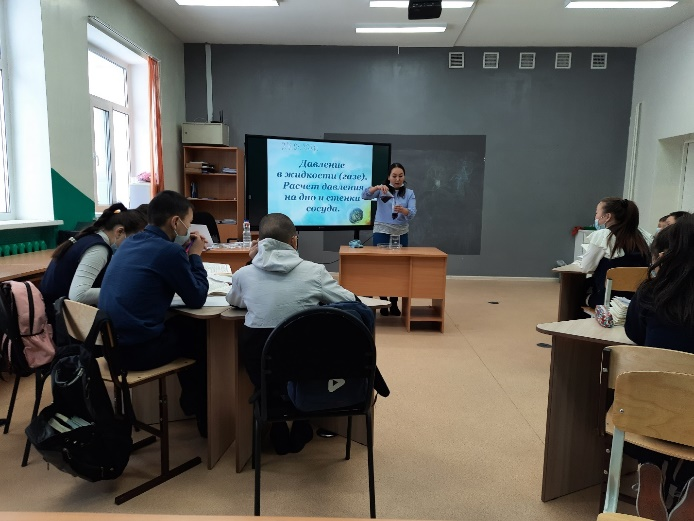 Давление
в жидкости (газе).
Расчет давления
на дно и стенки
сосуда.